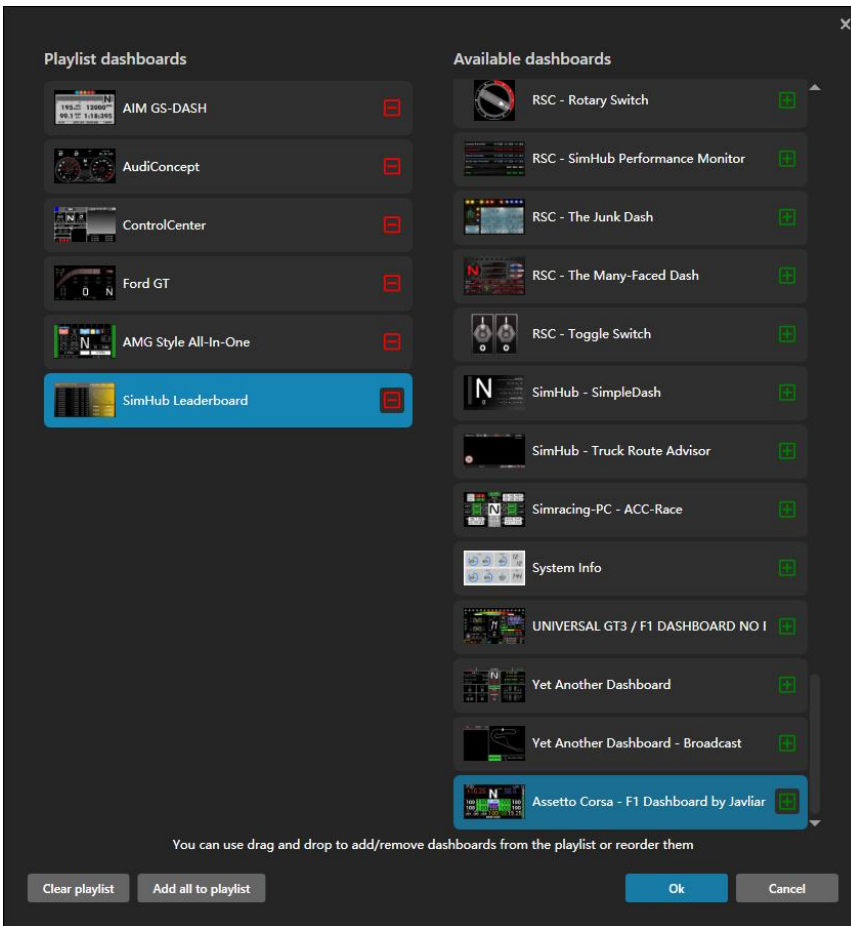 Playlist dashboards
AIM GS-DASH
AudiConcept
ControlCenter
Ford GT
AMG Style All-In-One
SimHub Leaderboard
Available dashboards
RSC - Rotary Switch
RSC - SimHub Performance Monitor
RSC - The Junk Dash
RSC - The Many-Faced Dash
RSC - Toggle Switch
SimHub - SimpleDash
SimHub - Truck Route Advisor
Simracing-PC - ACC-Race
System Info
UNIVERSAL GT3 / F1 DASHBOARD NO
Yet Another Dashboard
Yet Another Dashboard - Broadcast
Assetto Corsa - F1 Dashboard by Javliar
You can use drag and drop to add/remove dashboards from the playlist or reorder them
Clear playlist
Add all to playlist
Ok
Cancel